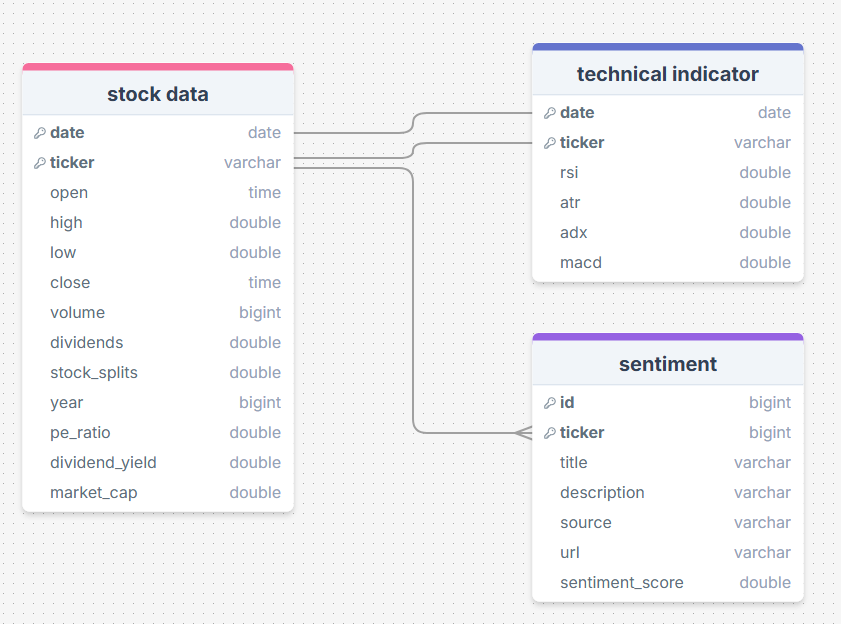 stock data
date date
ticker varchar
open time
high double
low double
close time
volume bigint
dividends double
stock_splits double
year bigint
pe_ratio double
dividend_yield double
market_cap double
technical indicator
date date
ticker varchar
rsi double
atr double
adx double
macd double
sentiment
id bigint
ticker bigint
title varchar
description varchar
source varchar
url varchar
sentiment_score double